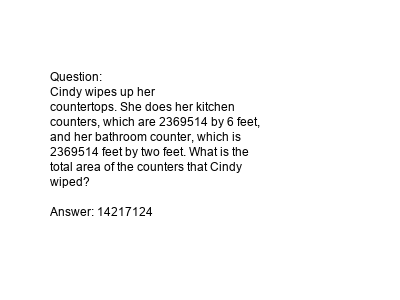 Question:
Cindy wipes up her
countertops. She does her kitchen
counters, which are 2369514 by 6 feet,
and her bathroom counter, which is
2369514 feet by two feet. What is the
total area of the counters that Cindy
wiped?
Answer: 14217124